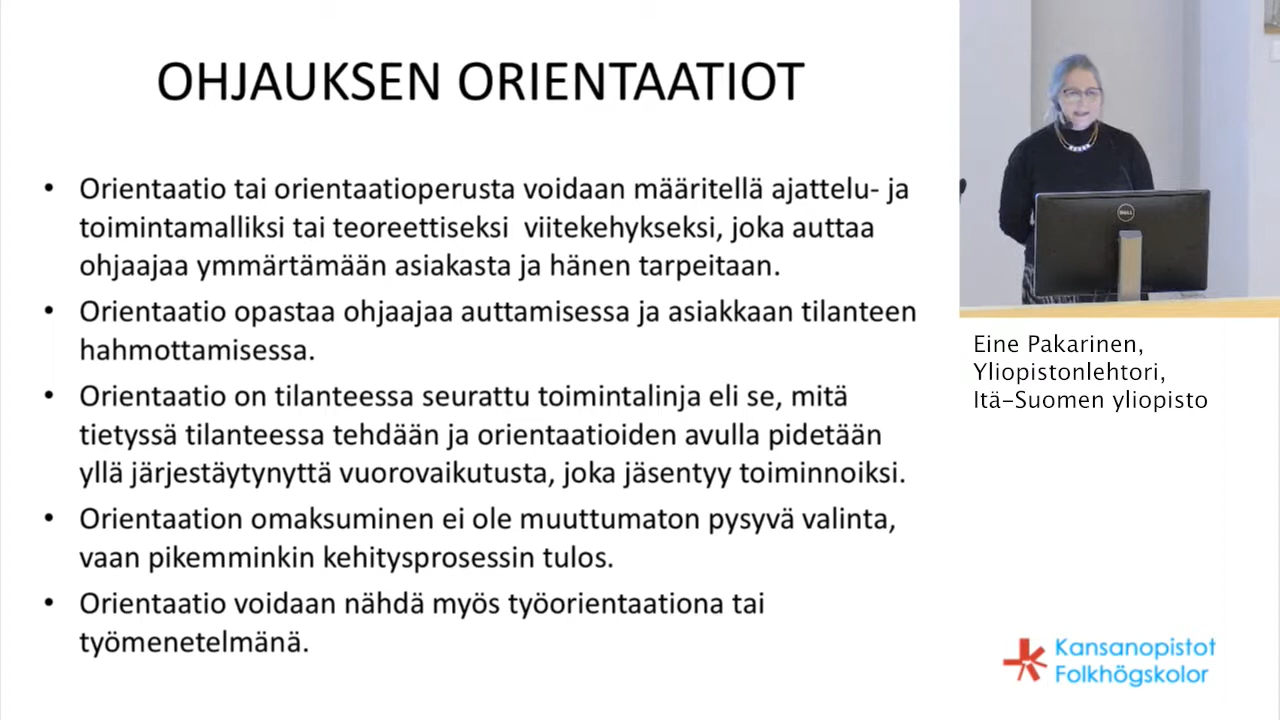 OHJAUKSEN ORIENTAATIOT
• Orientaatio tai orientaatioperusta voidaan määritellä ajattelu- ja
toimintamalliksi tai teoreettiseksi viitekehykseksi, joka auttaa
ohjaajaa ymmärtämään asiakasta ja hänen tarpeitaan.
• Orientaatio opastaa ohjaajaa auttamisessa ja asiakkaan tilanteen
hahmottamisessa.
• Orientaatio on tilanteessa seurattu toimintalinja eli se, mitä
tietyssä tilanteessa tehdään ja orientaatioiden avulla pidetään
yllä järjestäytynyttä vuorovaikutusta, joka jäsentyy toiminnoiksi.
• Orientaation omaksuminen ei ole muuttumaton pysyvä valinta,
vaan pikemminkin kehitysprosessin tulos.
• Orientaatio voidaan nähdä myös työorientaationa tai
työmenetelmänä.
DELL
Eine Pakarinen,
Yliopistonlehtori,
Itä-Suomen yliopisto
Kansanopistot
Folkhögskolor